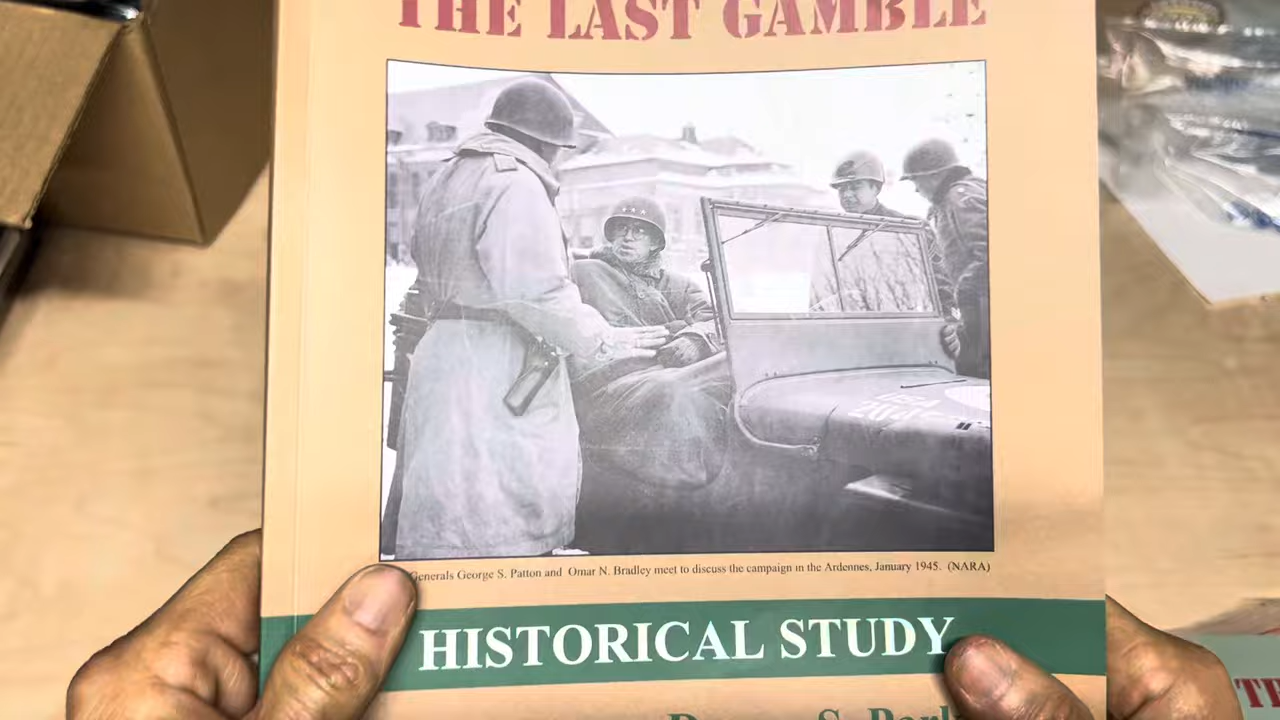 THE LAST GAMBLE
Generals George S. Patton and Omar N. Bradley meet to discuss the campaign in the Ardennes, January 1945. (NARA)
HISTORICAL STUDY
S.